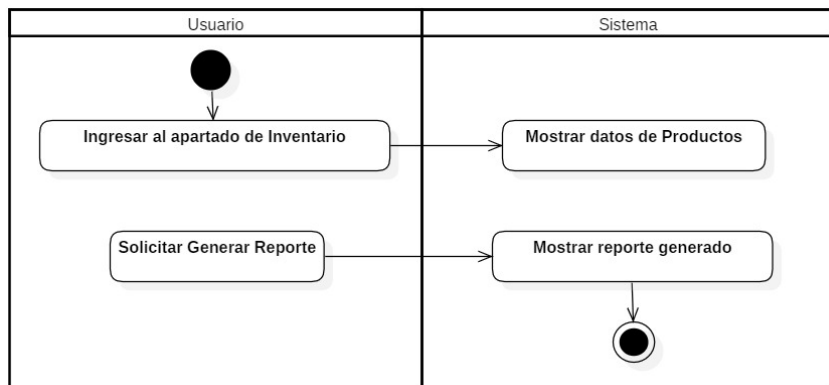 Usuario
Sistema
Ingresar al apartado de Inventario
Mostrar datos de Productos
Solicitar Generar Reporte
Mostrar reporte generado